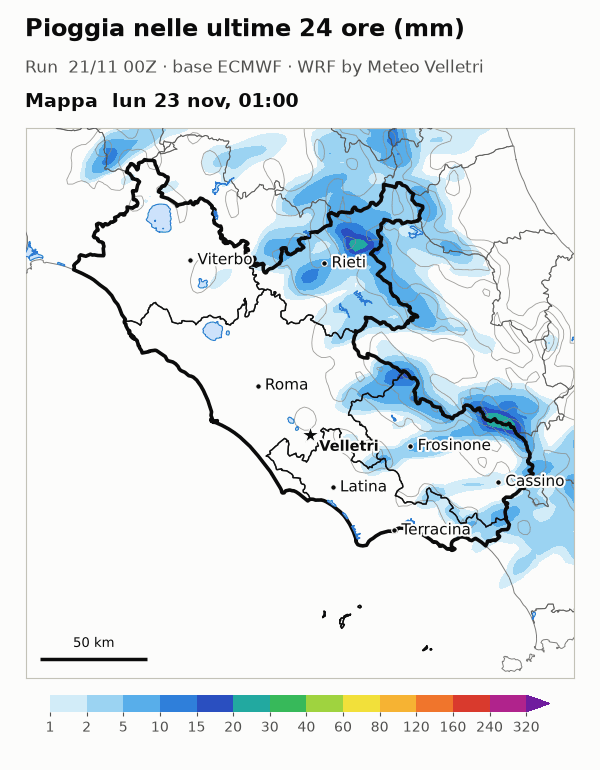 Pioggia nelle ultime 24 ore (mm)
Run 21/11 00Z · base ECMWF · WRF by Meteo Velletri
Mappa lun 23 nov, 01:00
Viterbo
Rieti
Roma
Velletri
Frosinone
Latina
Cassino
Terracina
50 km
1 2 5 10 15 20 30 40 60 80 120 160 240 320